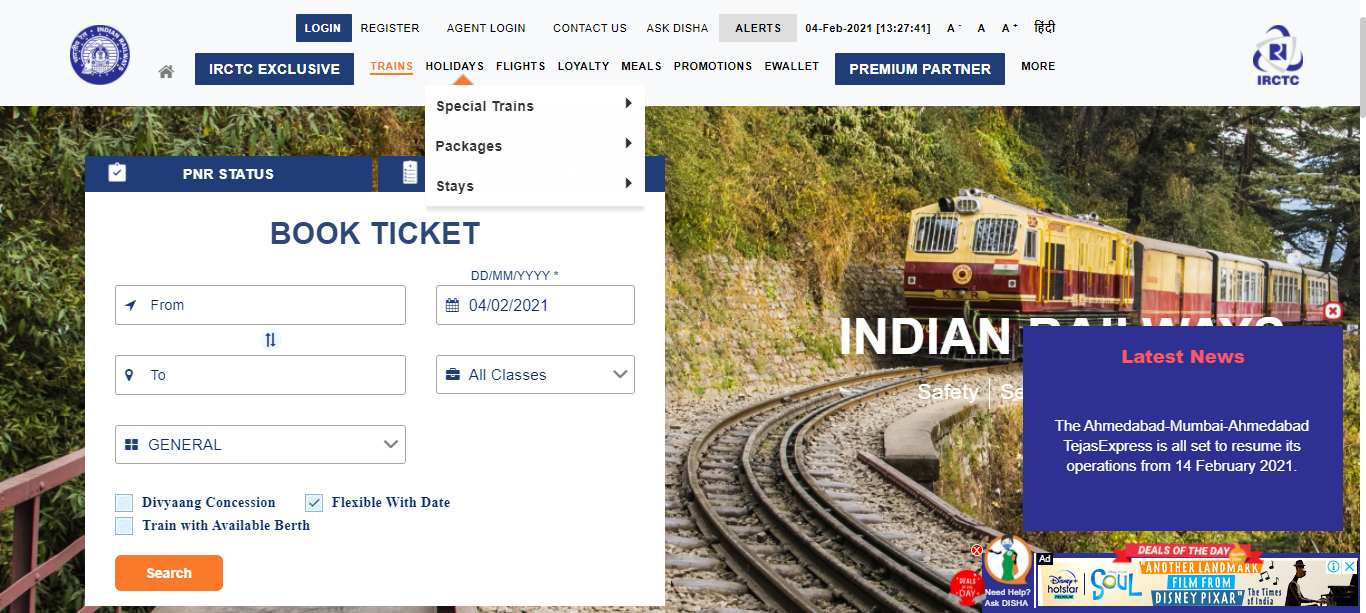 LOGIN REGISTER AGENT LOGIN CONTACT US ASK DISHA ALERTS 04-Feb-2021 [13:27:41] A - A A + हिंदी
INDIAN RAILWAYS
IRCTC EXCLUSIVE TRAINS HOLIDAYS FLIGHTS LOYALTY MEALS PROMOTIONS EWALLET PREMIUM PARTNER MORE
IRCTC
Special Trains
Packages
Stays
PNR STATUS
BOOK TICKET
DD/MM/YYYY *
From
04/02/2021
To
All Classes
GENERAL
Divyaang Concession
Flexible With Date
Train with Available Berth
Search
INDIAN RAILWAYS
Safety | Se
Latest News
The Ahmedabad-Mumbai-Ahmedabad
TejasExpress is all set to resume its
operations from 14 February 2021.
DEALS OF THE DAY
Need Help?
Ask DISHA
Ad
DEALS OF THE DAY
Disney+
hotstar
PREMIUM
SOUL
ANOTHER LANDMARK
FILM FROM
DISNEY PIXAR"
The Times
of India